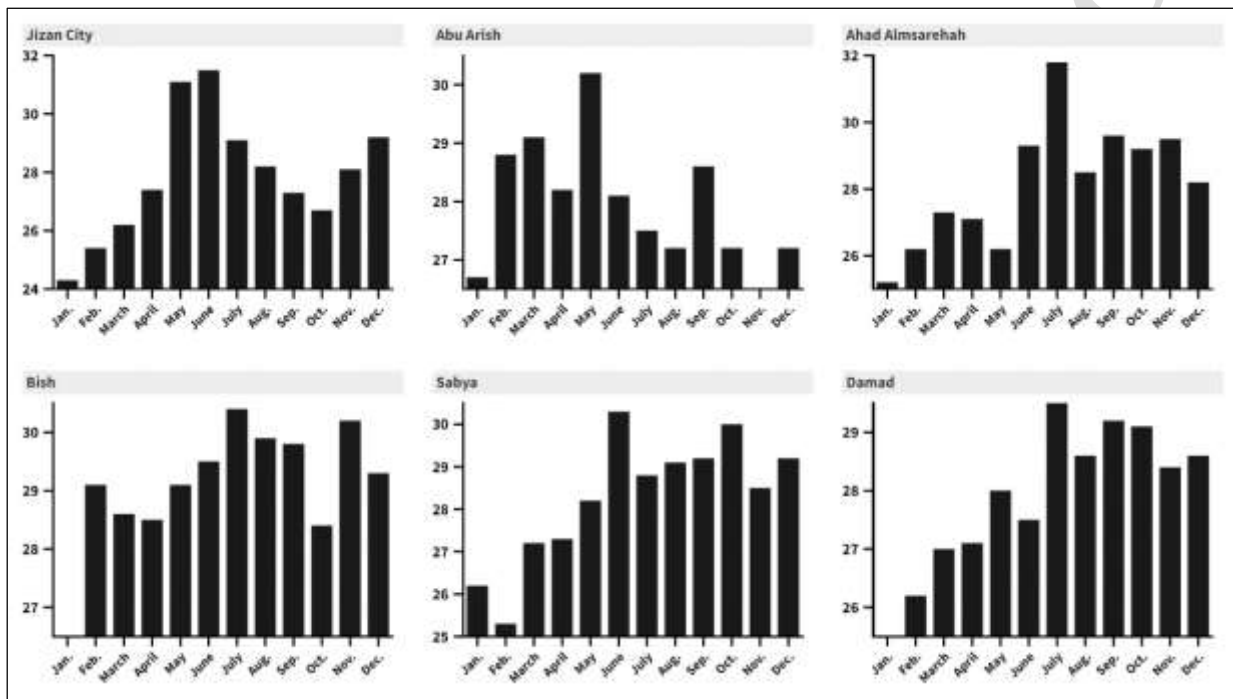 Jizan City
32
30
28
26
24
Jan. Feb. March April May June July Aug. Sep. Oct. Nov. Dec.
Abu Arish
30
29
28
27
Jan. Feb. March April May June July Aug. Sep. Oct. Nov. Dec.
Ahad Almsarehah
32
30
28
26
Jan. Feb. March April May June July Aug. Sep. Oct. Nov. Dec.
Bish
30
29
28
27
Jan. Feb. March April May June July Aug. Sep. Oct. Nov. Dec.
Sabya
30
29
28
27
26
25
Jan. Feb. March April May June July Aug. Sep. Oct. Nov. Dec.
Damad
29
28
27
26
Jan. Feb. March April May June July Aug. Sep. Oct. Nov. Dec.